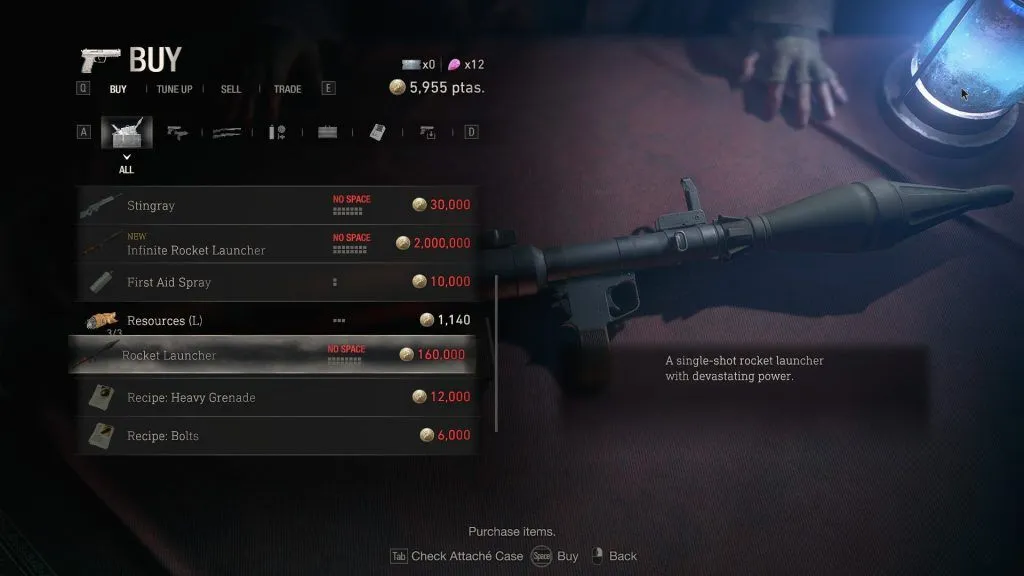 BUY
x0 x12
Q BUY TUNE UP SELL TRADE E
5,955 ptas.
A D
ALL
Stingray NO SPACE 30,000
NEW
Infinite Rocket Launcher NO SPACE 2,000,000
First Aid Spray 10,000
Resources (L) 1,140
3/3
Rocket Launcher NO SPACE 160,000
A single-shot rocket launcher
with devastating power.
Recipe: Heavy Grenade 12,000
Recipe: Bolts 6,000
Purchase items.
Tab Check Attaché Case Space Buy Back